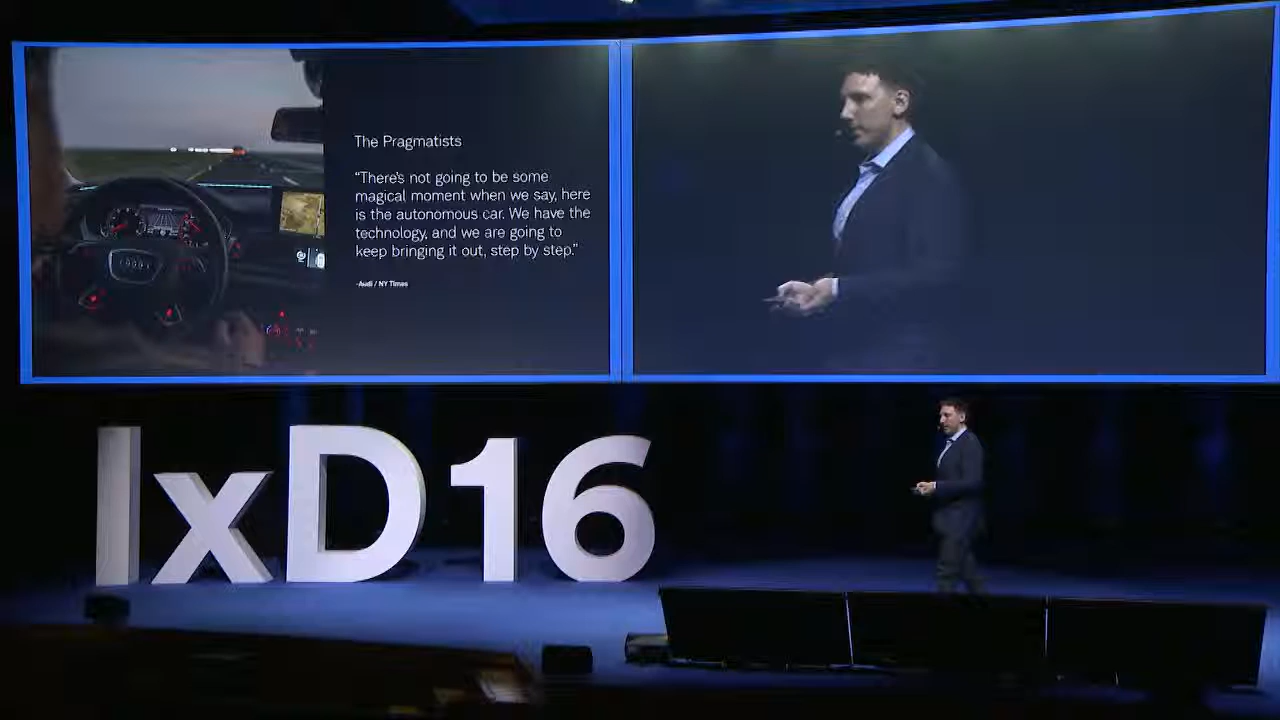 The Pragmatists
“There's not going to be some
magical moment when we say, here
is the autonomous car. We have the
technology, and we are going to
keep bringing it out, step by step.”
-Audi / NY Times
IxD16